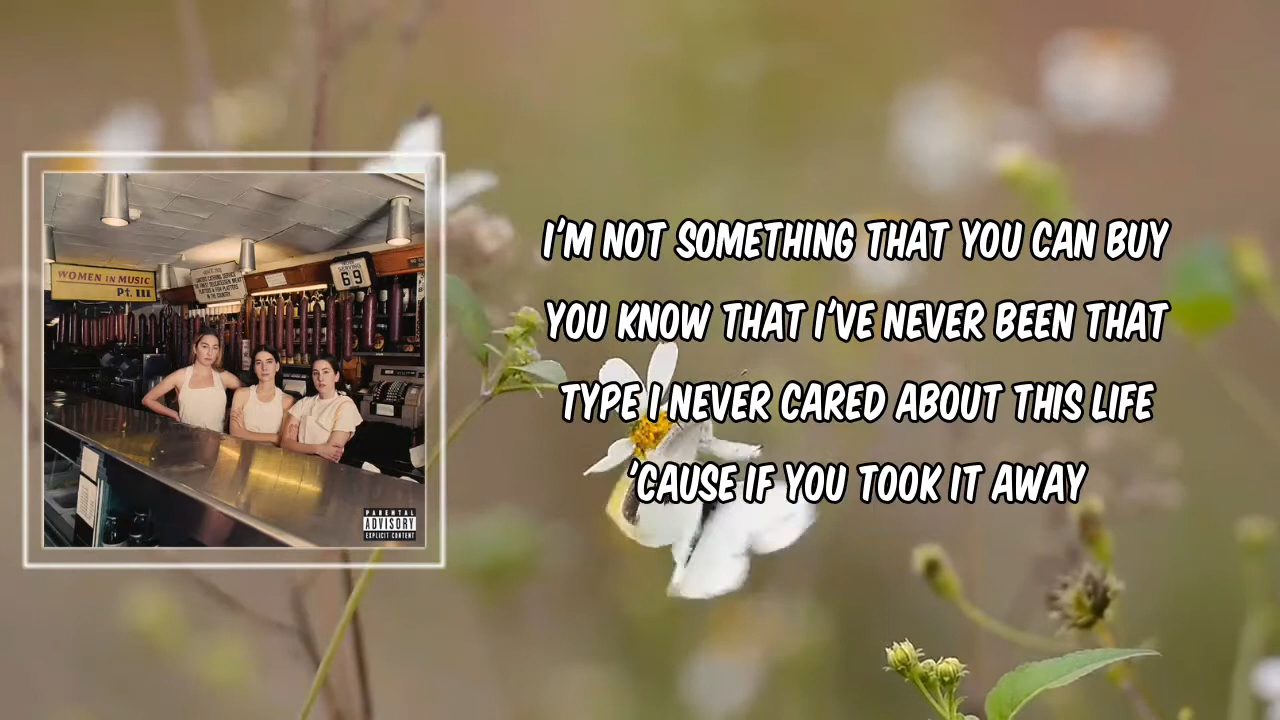 WOMEN IN MUSIC
Pt. III
SERVING
69
I'M NOT SOMETHING THAT YOU CAN BUY
YOU KNOW THAT I'VE NEVER BEEN THAT
TYPE I NEVER CARED ABOUT THIS LIFE
'CAUSE IF YOU TOOK IT AWAY
PARENTAL
ADVISORY
EXPLICIT CONTENT